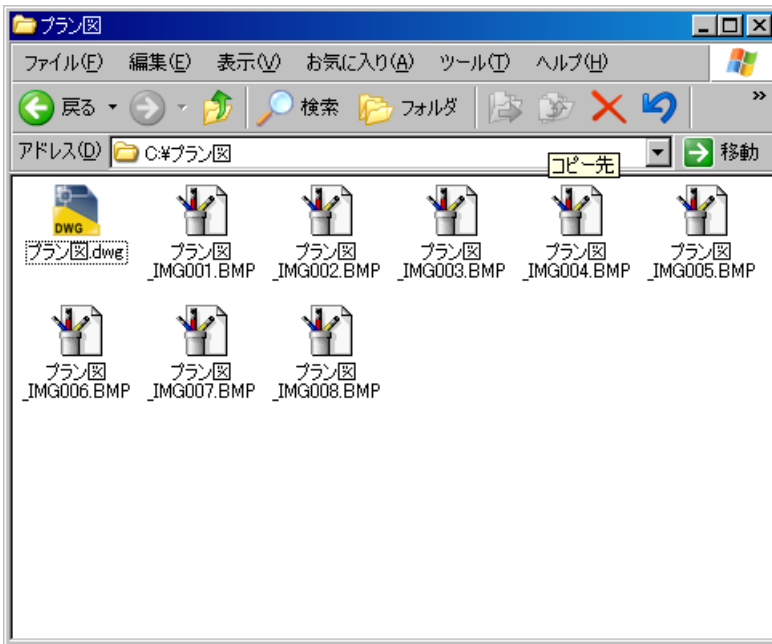 プラン図
ファイル(F) 編集(E) 表示(V) お気に入り(A) ツール(T) ヘルプ(H)
戻る 検索 フォルダ »
アドレス(D) C:¥プラン図 移動
コピー先
DWG
プラン図.dwg
プラン図
_IMG001.BMP
プラン図
_IMG002.BMP
プラン図
_IMG003.BMP
プラン図
_IMG004.BMP
プラン図
_IMG005.BMP
プラン図
_IMG006.BMP
プラン図
_IMG007.BMP
プラン図
_IMG008.BMP